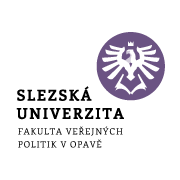 SLEZSKÁ
UNIVERZITA
FAKULTA VEŘEJNÝCH
POLITIK V OPAVĚ